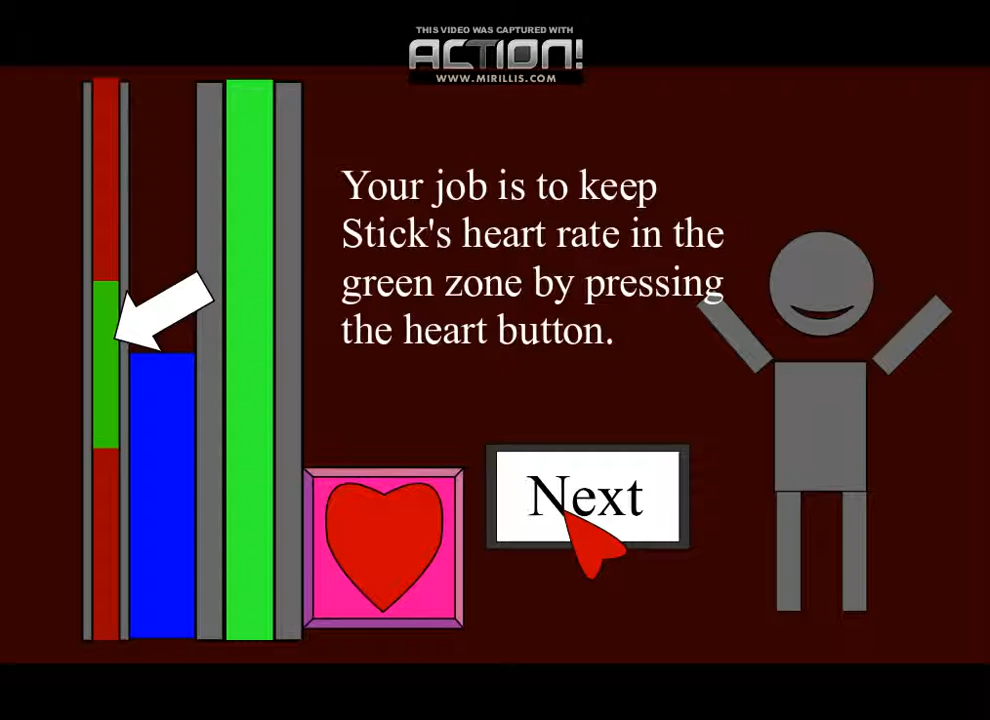 THIS VIDEO WAS CAPTURED WITH
ACTION!
WWW.MIRILLIS.COM
Your job is to keep
Stick's heart rate in the
green zone by pressing
the heart button.
Next